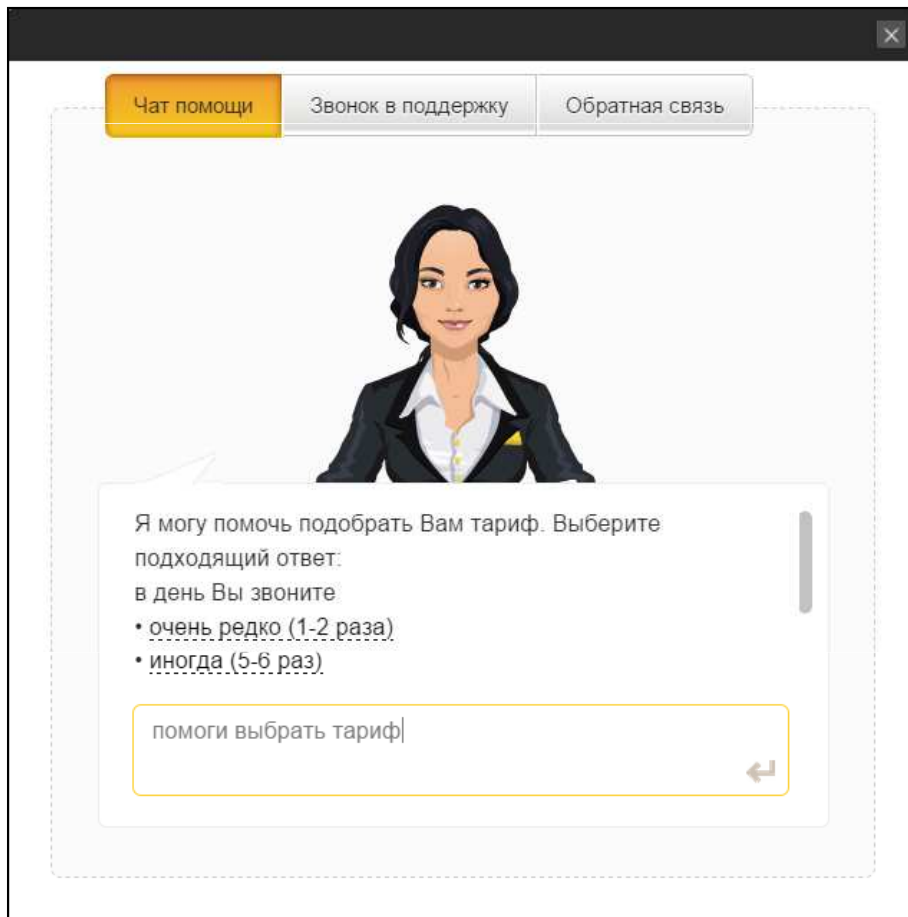 Чат помощи
Звонок в поддержку
Обратная связь
Я могу помочь подобрать Вам тариф. Выберите
подходящий ответ:
в день Вы звоните
• очень редко (1-2 раза)
• иногда (5-6 раз)
помоги выбрать тариф